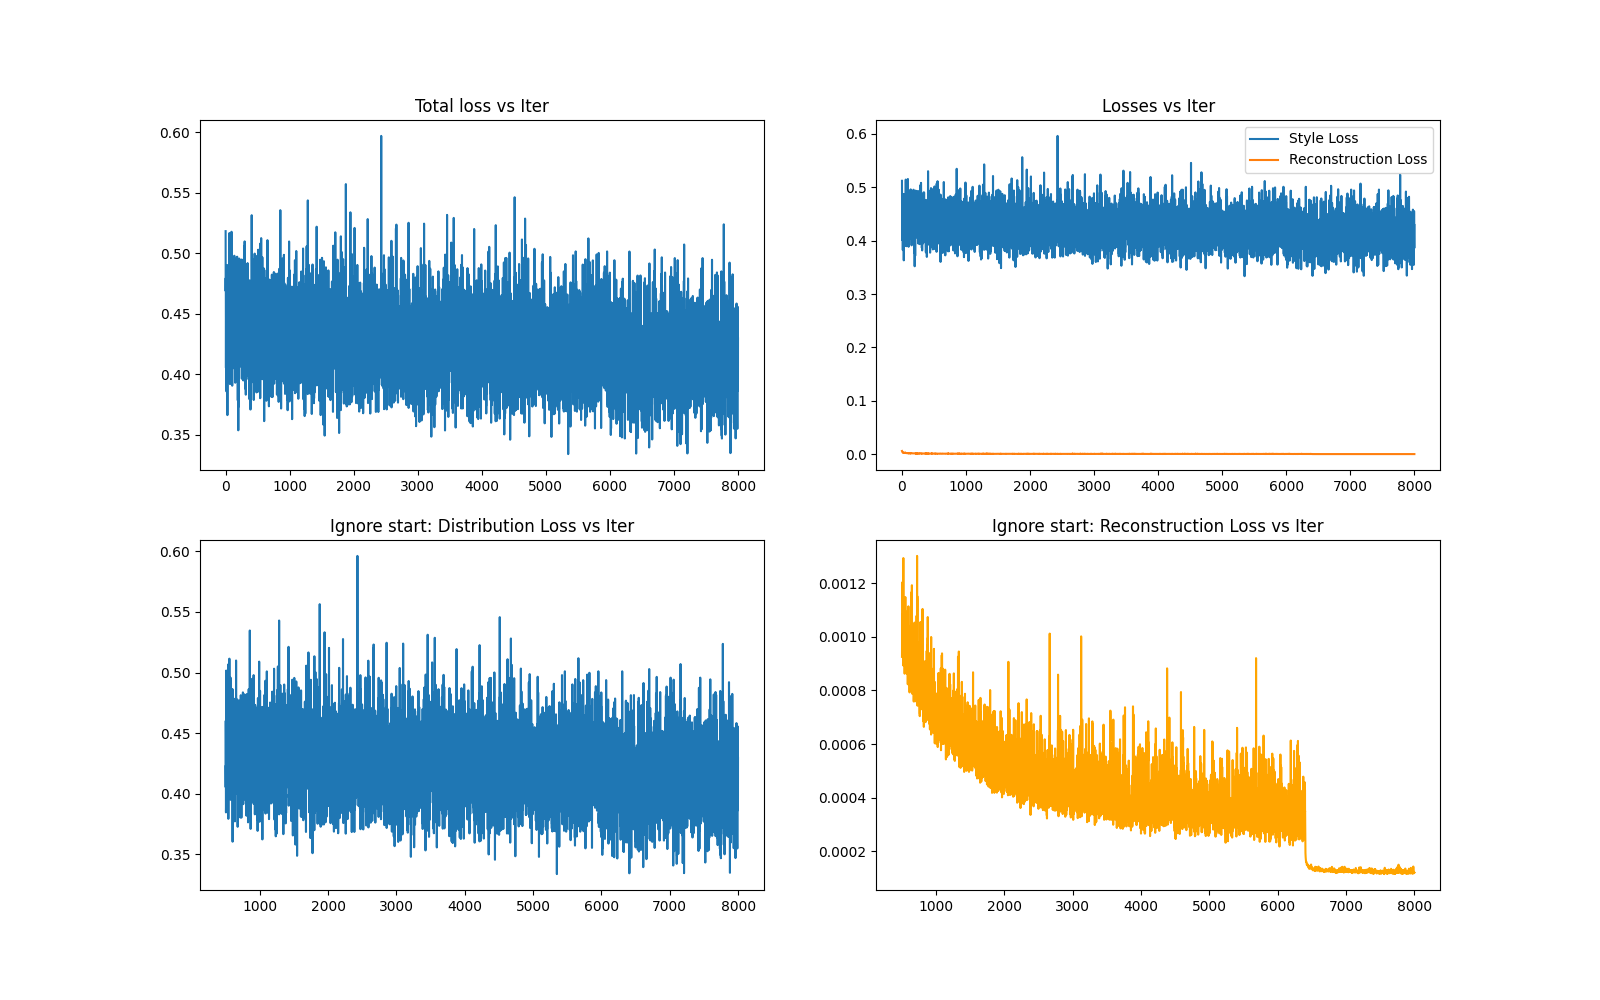 Total loss vs Iter
0.60
0.55
0.50
0.45
0.40
0.35
0 1000 2000 3000 4000 5000 6000 7000 8000
Losses vs Iter
Style Loss
Reconstruction Loss
0.6
0.5
0.4
0.3
0.2
0.1
0.0
0 1000 2000 3000 4000 5000 6000 7000 8000
Ignore start: Distribution Loss vs Iter
0.60
0.55
0.50
0.45
0.40
0.35
1000 2000 3000 4000 5000 6000 7000 8000
Ignore start: Reconstruction Loss vs Iter
0.0012
0.0010
0.0008
0.0006
0.0004
0.0002
1000 2000 3000 4000 5000 6000 7000 8000